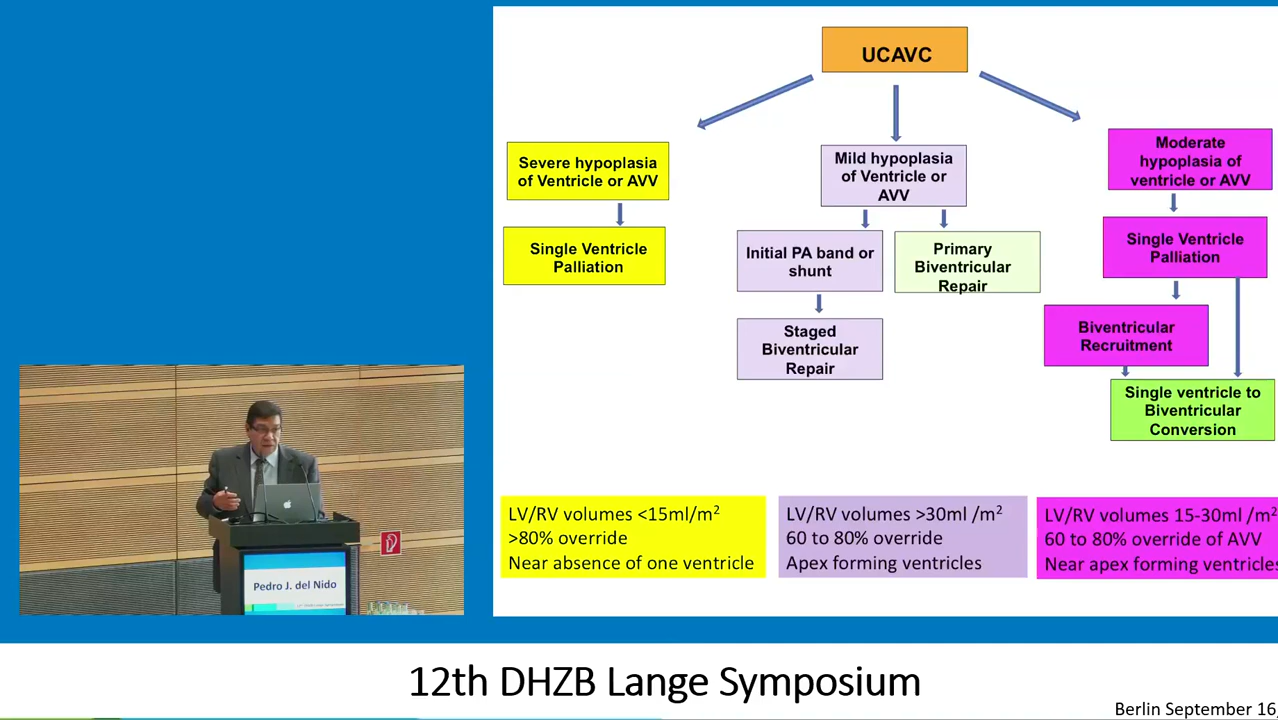 UCAVC
Severe hypoplasia
of Ventricle or AVV
Mild hypoplasia
of Ventricle or
AVV
Moderate
hypoplasia of
ventricle or AVV
Single Ventricle
Palliation
Initial PA band or
shunt
Primary
Biventricular
Repair
Single Ventricle
Palliation
Staged
Biventricular
Repair
Biventricular
Recruitment
Single ventricle to
Biventricular
Conversion
LV/RV volumes <15ml/m²
>80% override
Near absence of one ventricle
LV/RV volumes >30ml /m²
60 to 80% override
Apex forming ventricles
LV/RV volumes 15-30ml /m²
60 to 80% override of AVV
Near apex forming ventricles
Pedro J. del Nido
12th DHZB Lange Symposium
Berlin September 16,